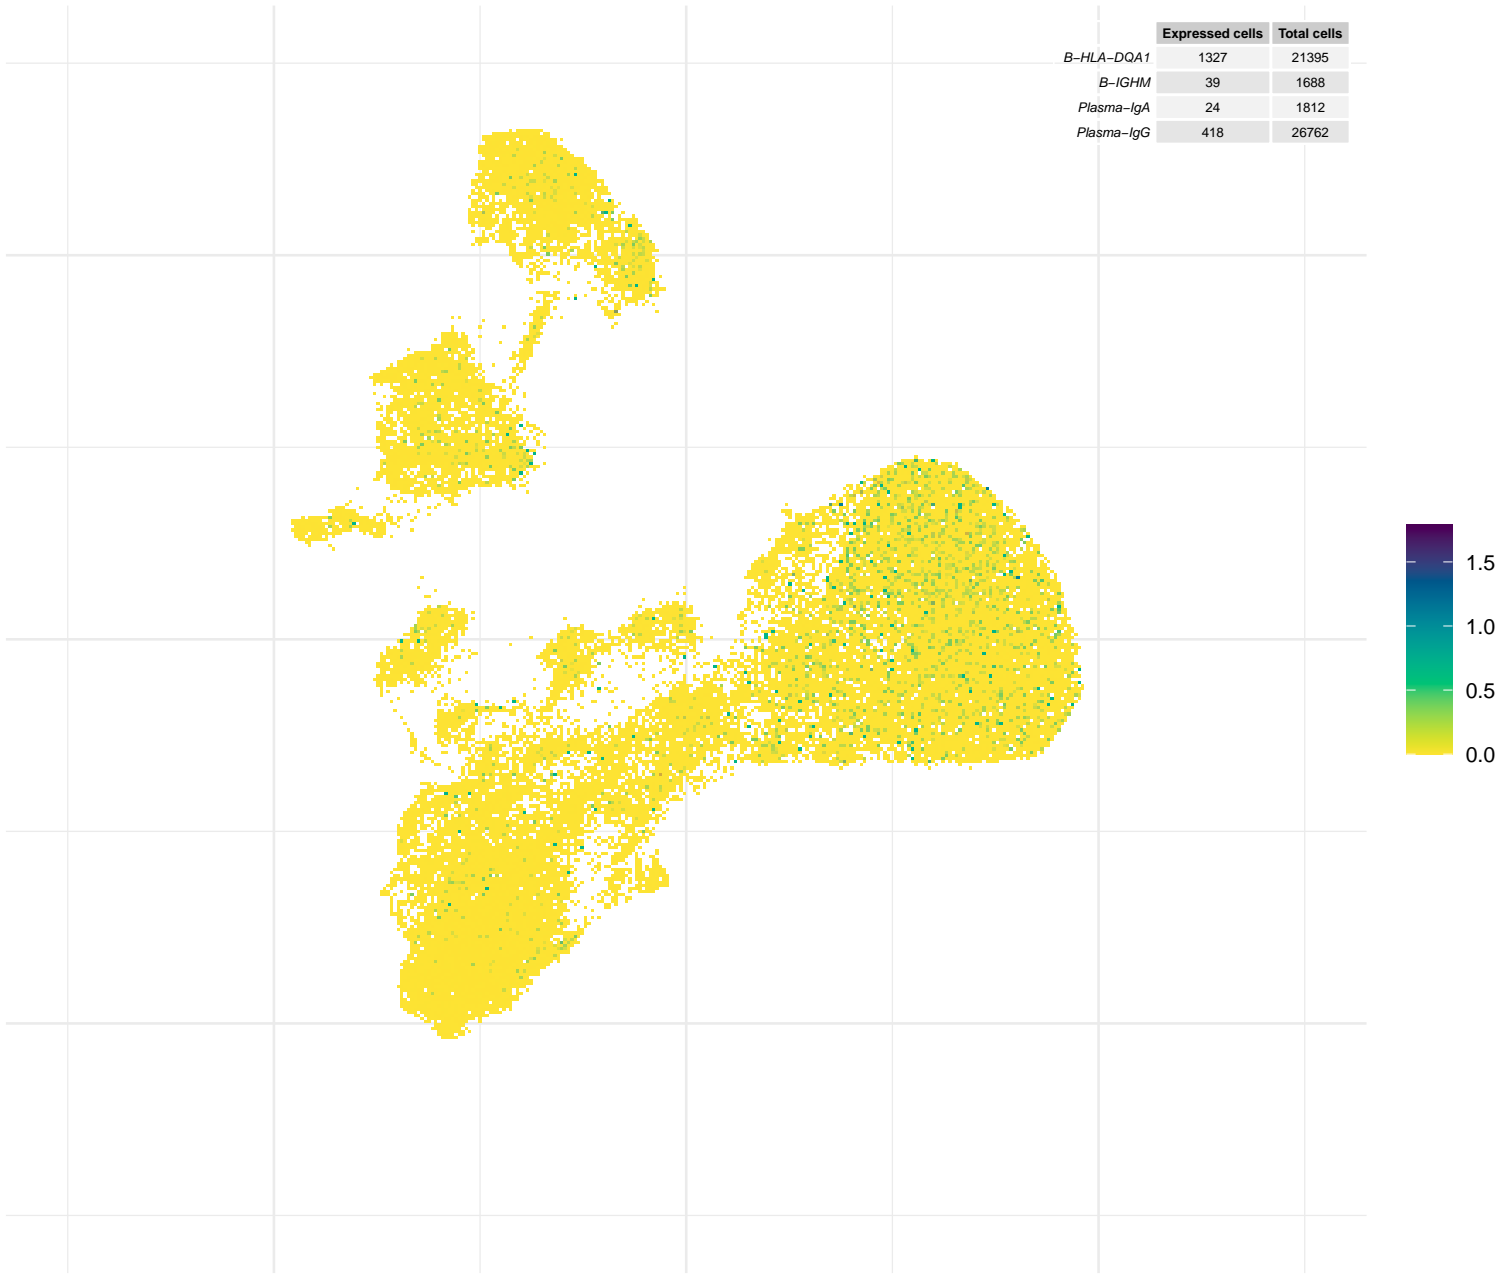 Expressed cells Total cells
B−HLA−DQA1 1327 21395
B−IGHM 39 1688
Plasma−IgA 24 1812
Plasma−IgG 418 26762
1.5
1.0
0.5
0.0